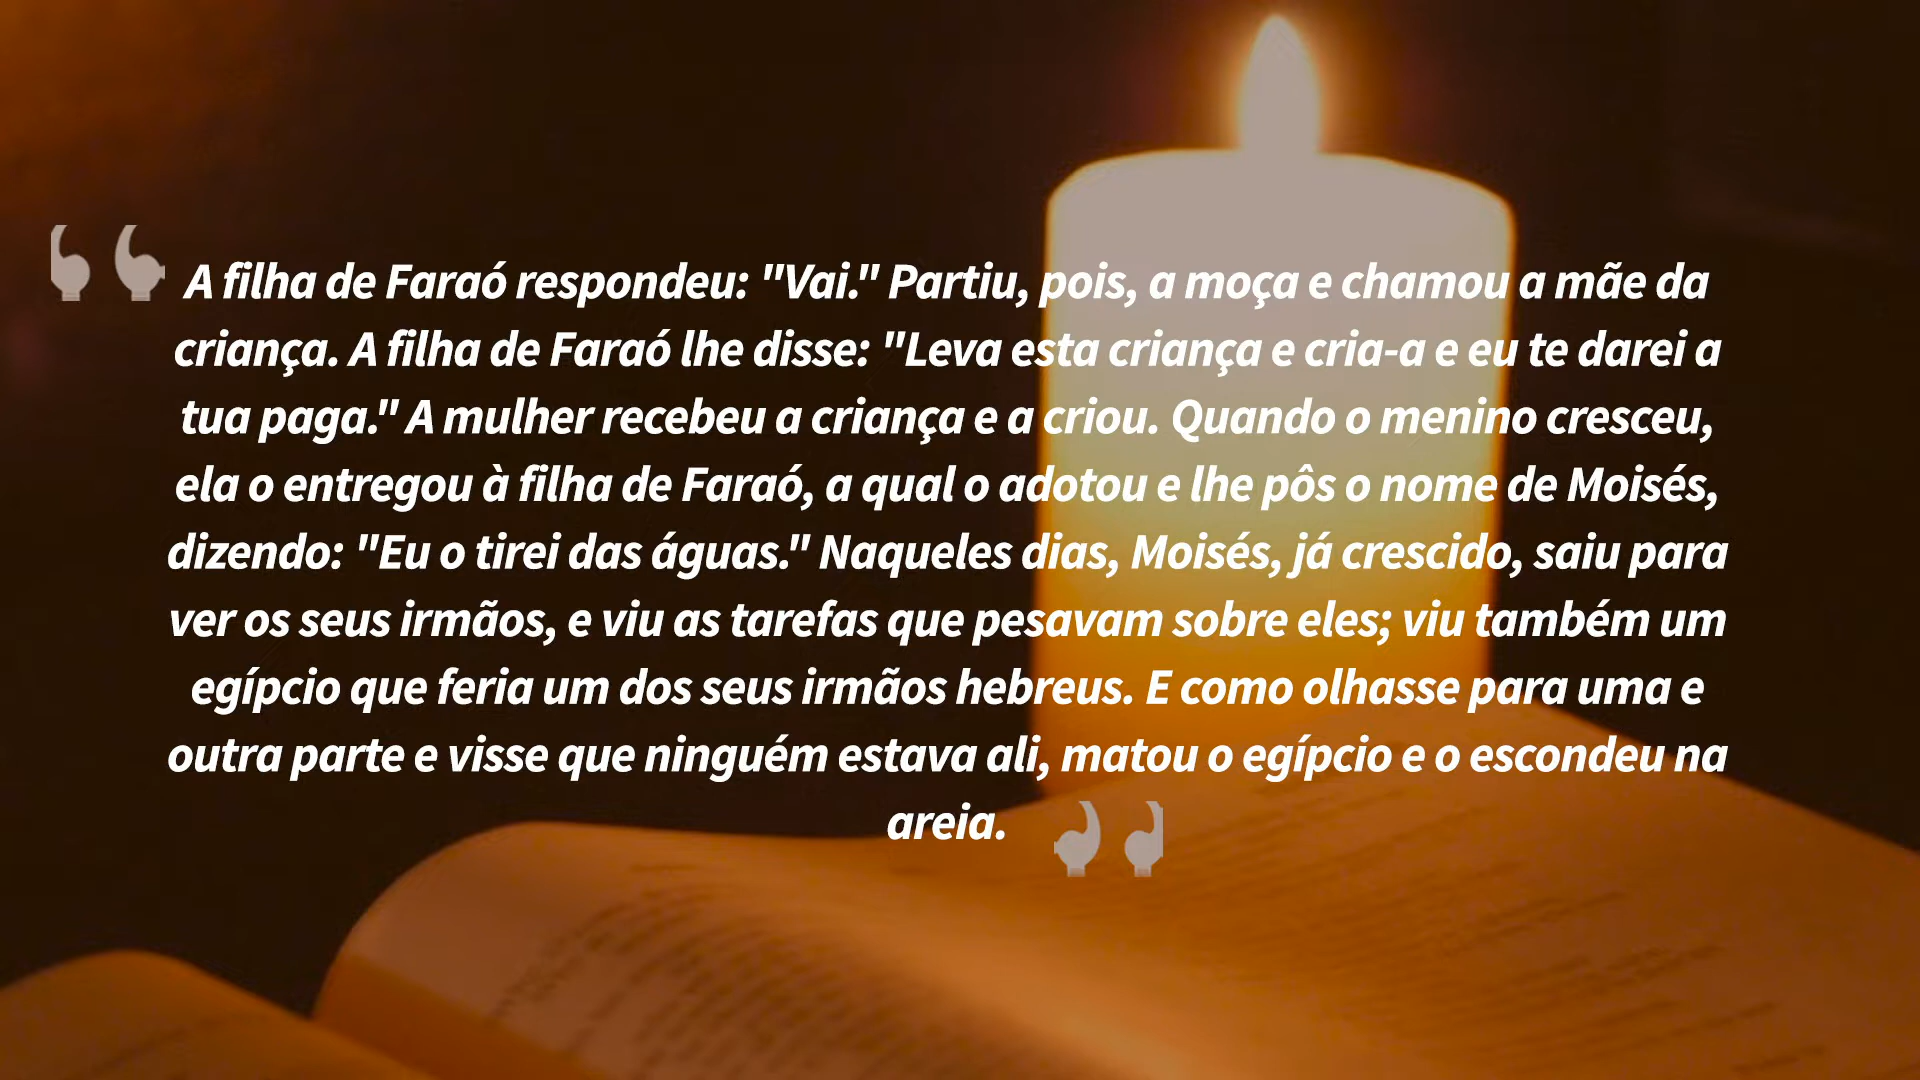 A filha de Faraó respondeu: "Vai." Partiu, pois, a moça e chamou a mãe da
criança. A filha de Faraó lhe disse: "Leva esta criança e cria-a e eu te darei a
tua paga." A mulher recebeu a criança e a criou. Quando o menino cresceu,
ela o entregou à filha de Faraó, a qual o adotou e lhe pôs o nome de Moisés,
dizendo: "Eu o tirei das águas." Naqueles dias, Moisés, já crescido, saiu para
ver os seus irmãos, e viu as tarefas que pesavam sobre eles; viu também um
egípcio que feria um dos seus irmãos hebreus. E como olhasse para uma e
outra parte e visse que ninguém estava ali, matou o egípcio e o escondeu na
areia.